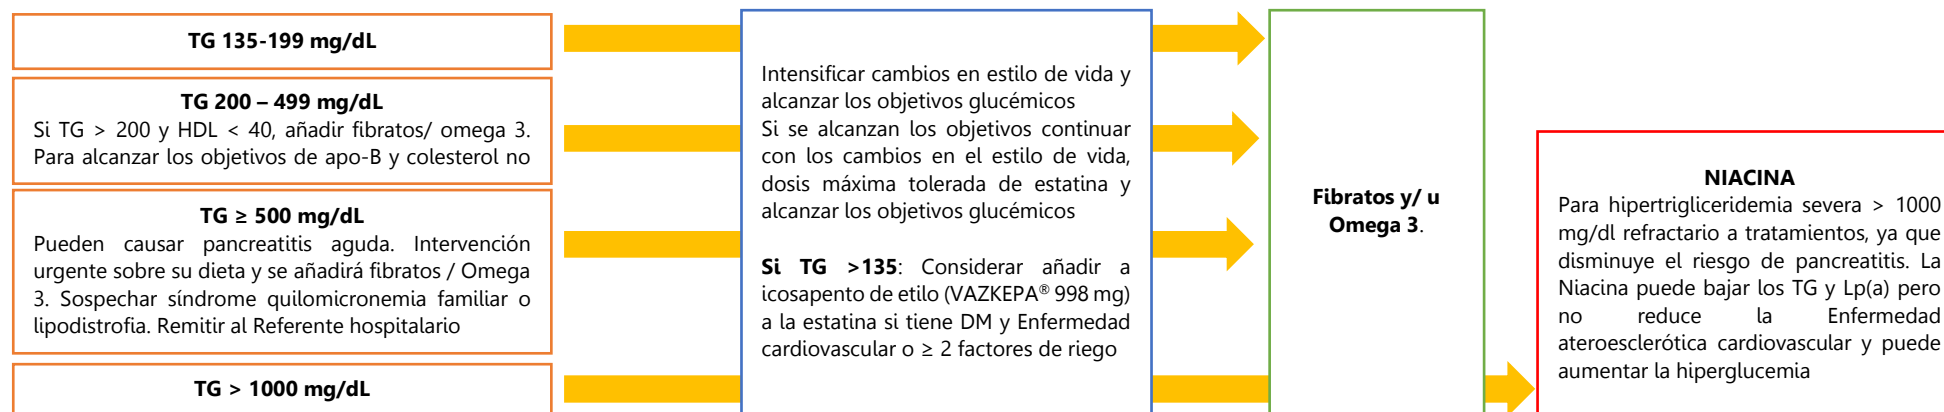 TG 135-199 mg/dL
TG 200 – 499 mg/dL
Si TG > 200 y HDL < 40, añadir fibratos/ omega 3.
Para alcanzar los objetivos de apo-B y colesterol no
TG ≥ 500 mg/dL
Pueden causar pancreatitis aguda. Intervención
urgente sobre su dieta y se añadirá fibratos / Omega
3. Sospechar síndrome quilomicronemia familiar o
lipodistrofia. Remitir al Referente hospitalario
TG > 1000 mg/dL
Intensificar cambios en estilo de vida y
alcanzar los objetivos glucémicos
Si se alcanzan los objetivos continuar
con los cambios en el estilo de vida,
dosis máxima tolerada de estatina y
alcanzar los objetivos glucémicos
Si TG >135: Considerar añadir a
icosapento de etilo (VAZKEPA® 998 mg)
a la estatina si tiene DM y Enfermedad
cardiovascular o ≥ 2 factores de riego
Fibratos y/ u
Omega 3.
NIACINA
Para hipertrigliceridemia severa > 1000
mg/dl refractario a tratamientos, ya que
disminuye el riesgo de pancreatitis. La
Niacina puede bajar los TG y Lp(a) pero
no reduce la Enfermedad
ateroesclerótica cardiovascular y puede
aumentar la hiperglucemia